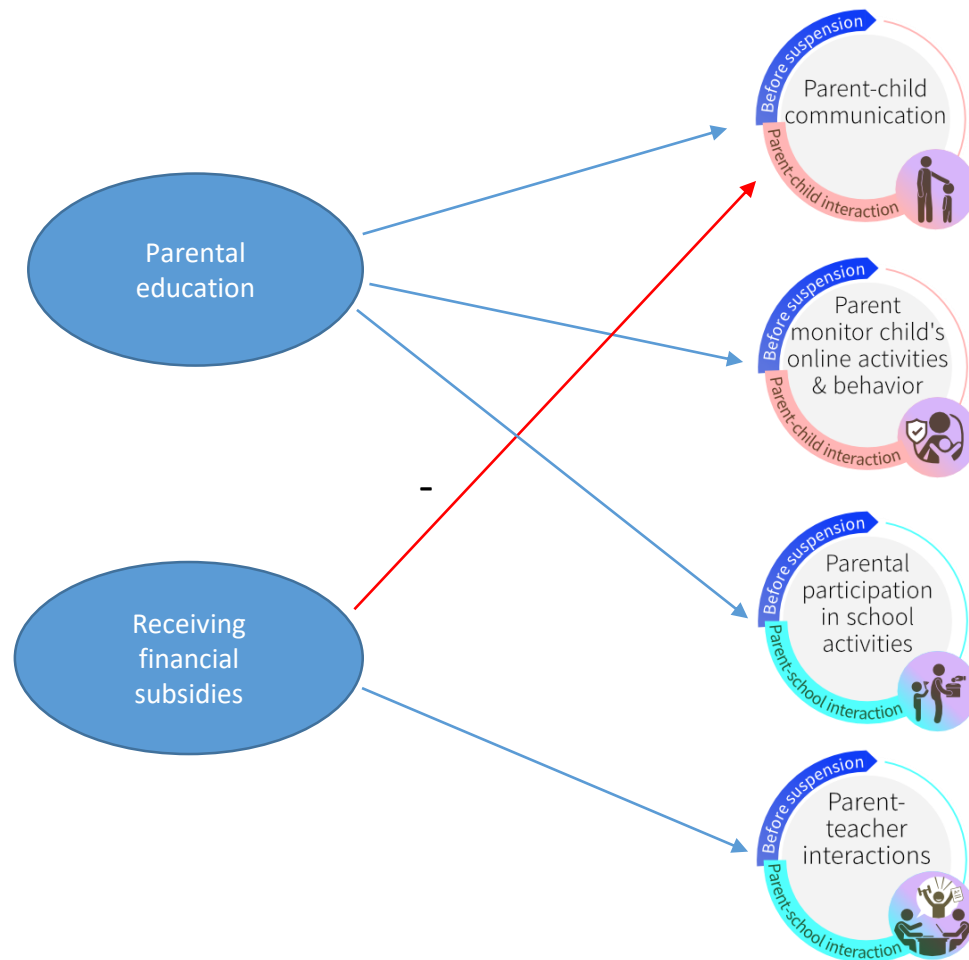 Before suspension
Parent-child
communication
Parent-child interaction
Parental
education
Before suspension
Parent
monitor child's
online activities
& behavior
Parent-child interaction
-
Before suspension
Parental
participation
in school
activities
Parent-school interaction
Receiving
financial
subsidies
Before suspension
Parent-
teacher
interactions
Parent-school interaction